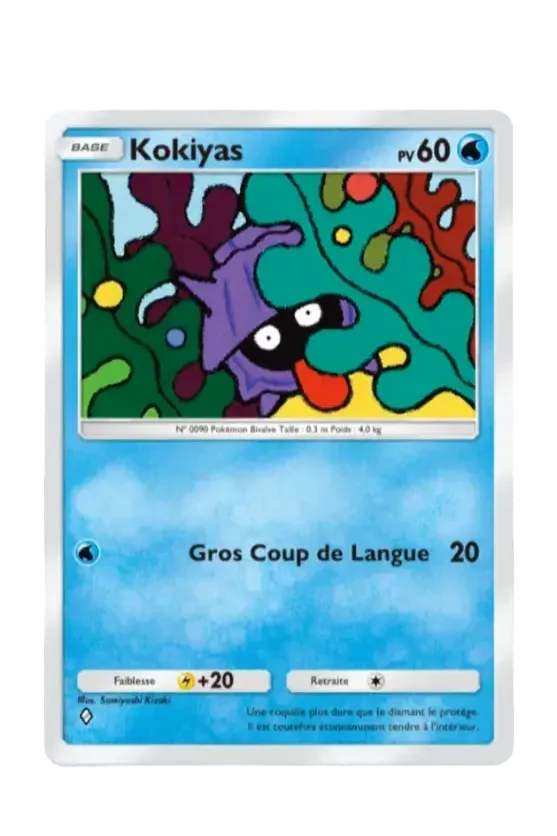 BASE Kokiyas PV60
N° 0090 Pokémon Bivalve Taille : 0.3 m Poids : 4.0 kg
Gros Coup de Langue 20
Faiblesse +20 Retraite
Illus. Sumiyoshi Kizuki
Une coquille plus dure que le diamant le protège.
Il est toutefois étonnamment tendre à l'intérieur.